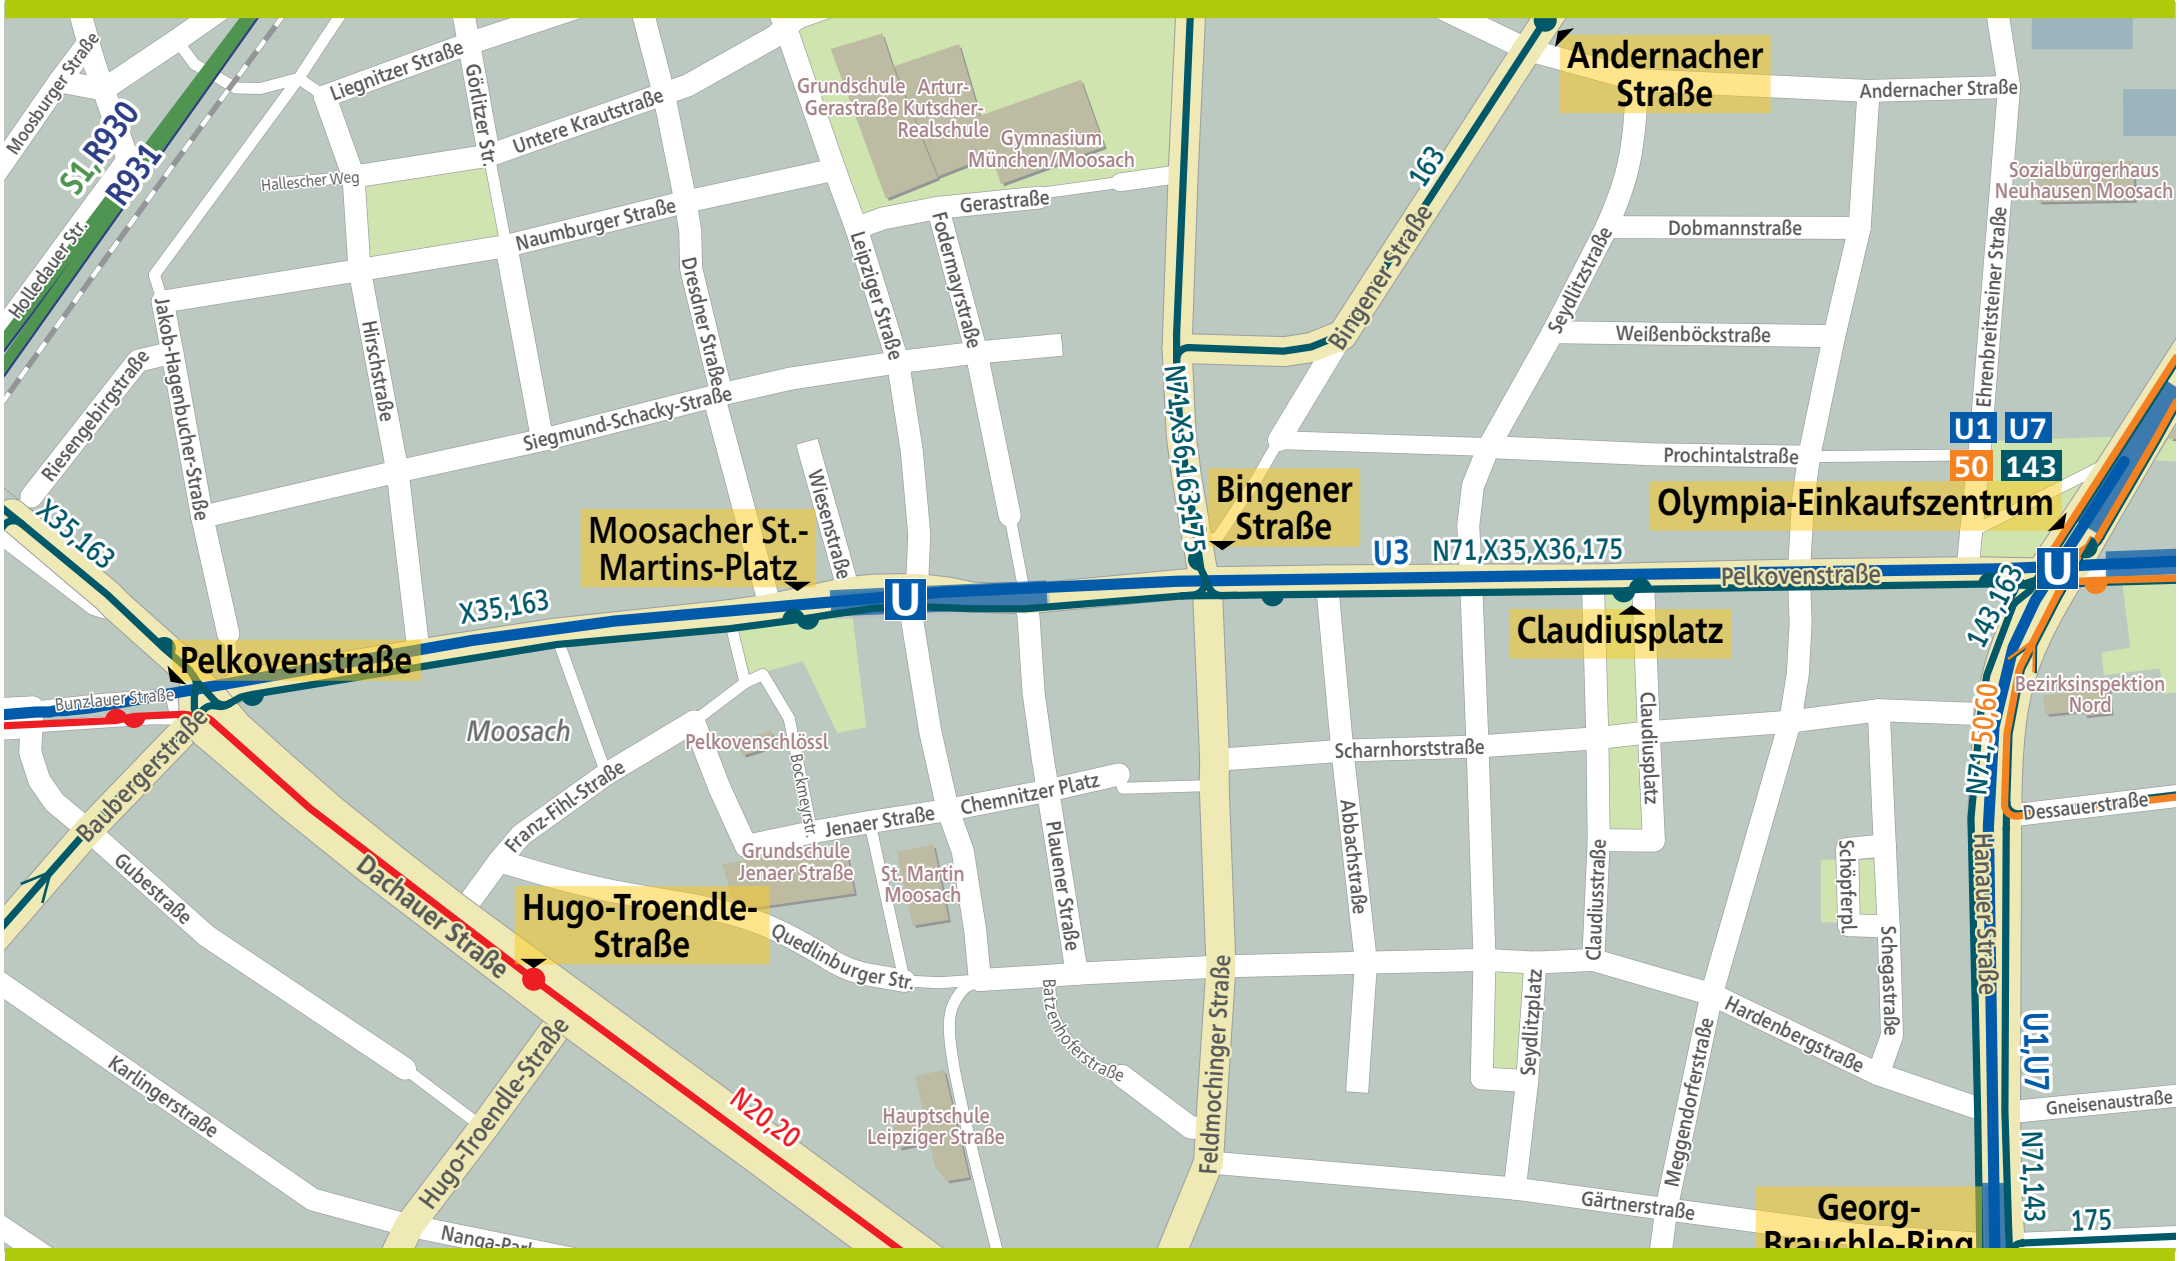 Moosburger Straße
Liegnitzer Straße
Görlitzer Str.
Untere Krautstraße
Hallescher Weg
S1,R930
R931
Holledauer Str.
Naumburger Straße
Grundschule
Gerastraße
Artur-
Kutscher-
Realschule
Gymnasium
München/Moosach
Gerastraße
Andernacher
Straße
Andernacher Straße
163
Sozialbürgerhaus
Neuhausen Moosach
Dobmannstraße
Bingener Straße
Seydlitzstraße
Weißenböckstraße
Ehrenbreitsteiner Straße
Jakob-Hagenbucher-Straße
Hirschstraße
Dresdner Straße
Leipziger Straße
Fodermayrstraße
Riesengebirgstraße
Siegmund-Schacky-Straße
Wiesenstraße
N71,X36,163,175
Prochintalstraße
U1 U7
50 143
Olympia-Einkaufszentrum
Bingener
Straße
X35,163
Moosacher St.-
Martins-Platz
U
U3
N71,X35,X36,175
Pelkovenstraße
U
143,163
X35,163
Pelkovenstraße
Claudiusplatz
Bunzlauer Straße
Moosach
Pelkovenschlössl
Bockmeyrstr.
Scharnhorststraße
Claudiusplatz
Bezirksinspektion
Nord
N71,50,60
Baubergerstraße
Franz-Fihl-Straße
Jenaer Straße
Chemnitzer Platz
Dessauerstraße
Gubestraße
Dachauer Straße
Grundschule
Jenaer Straße
St. Martin
Moosach
Plauener Straße
Abbachstraße
Claudiusstraße
Schöpferpl.
Schegastraße
Hanauer Straße
Hugo-Troendle-
Straße
Quedlinburger Str.
Batzenhoferstraße
Feldmochinger Straße
Seydlitzplatz
Hardenbergstraße
Meggendorferstraße
U1,U7
Karlingerstraße
Hugo-Troendle-Straße
N20,20
Hauptschule
Leipziger Straße
Gneisenaustraße
N71,143
Gärtnerstraße
Georg-
Brauchle-Ring
175